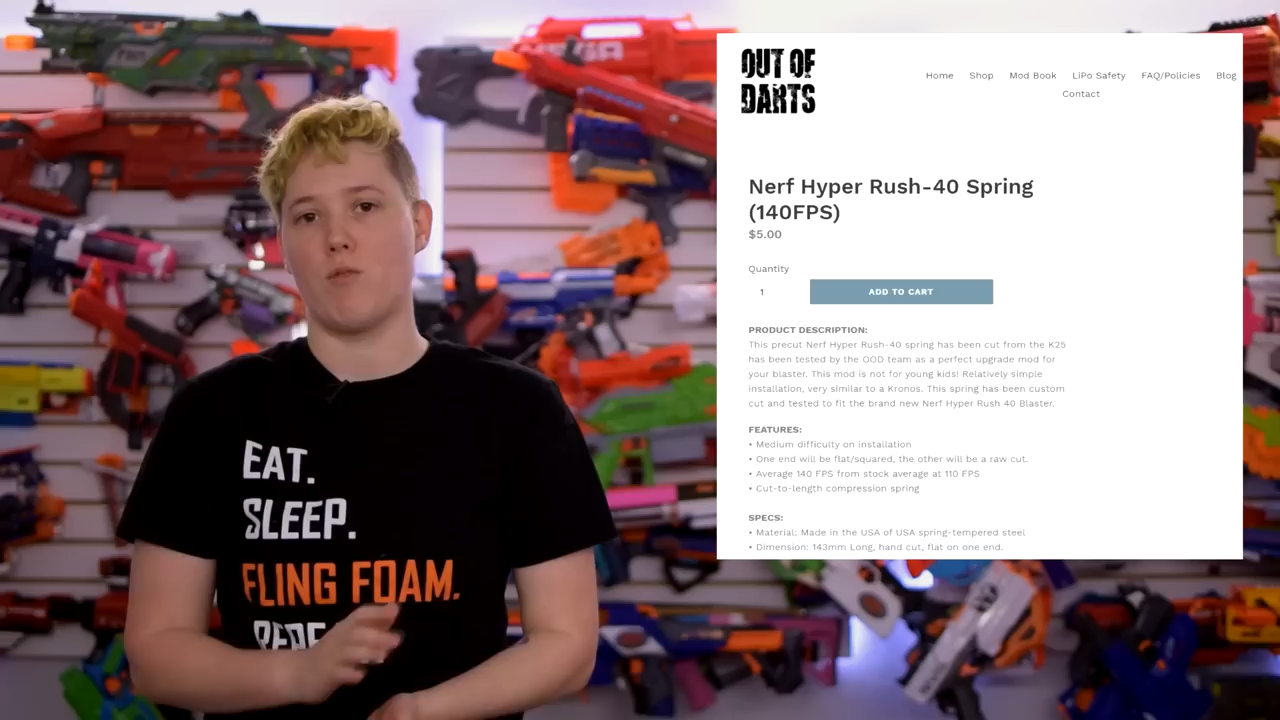 MEGA
EAT.
SLEEP.
FLING FOAM.
OUT OF
DARTS
Home Shop Mod Book LiPo Safety FAQ/Policies Blog
Contact
Nerf Hyper Rush-40 Spring
(140FPS)
$5.00
Quantity
1
ADD TO CART
PRODUCT DESCRIPTION:
This precut Nerf Hyper Rush-40 spring has been cut from the K25
has been tested by the OOD team as a perfect upgrade mod for
your blaster. This mod is not for young kids! Relatively simple
installation, very similar to a Kronos. This spring has been custom
cut and tested to fit the brand new Nerf Hyper Rush 40 Blaster.
FEATURES:
• Medium difficulty on installation
• One end will be flat/squared, the other will be a raw cut.
• Average 140 FPS from stock average at 110 FPS
• Cut-to-length compression spring
SPECS:
• Material: Made in the USA of USA spring-tempered steel
• Dimension: 143mm Long, hand cut, flat on one end.